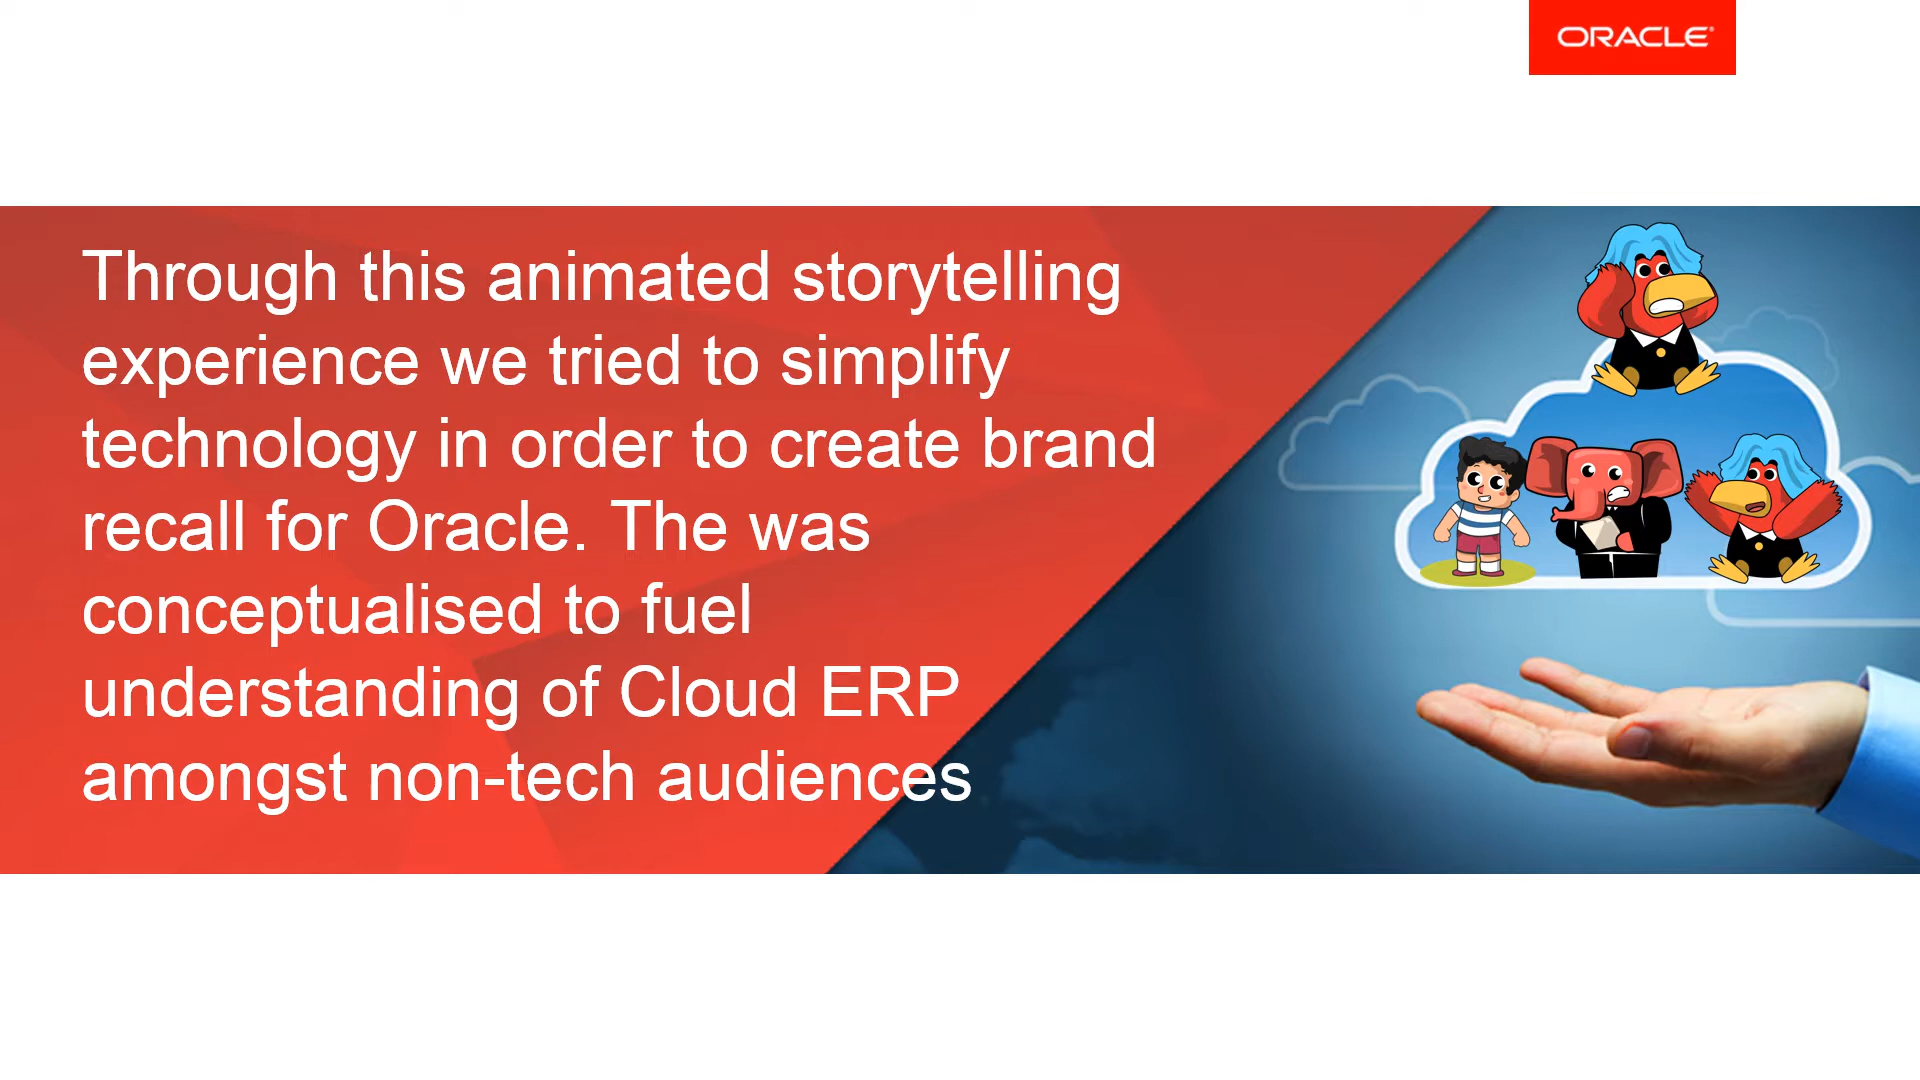 ORACLE
Through this animated storytelling
experience we tried to simplify
technology in order to create brand
recall for Oracle. The was
conceptualised to fuel
understanding of Cloud ERP
amongst non-tech audiences